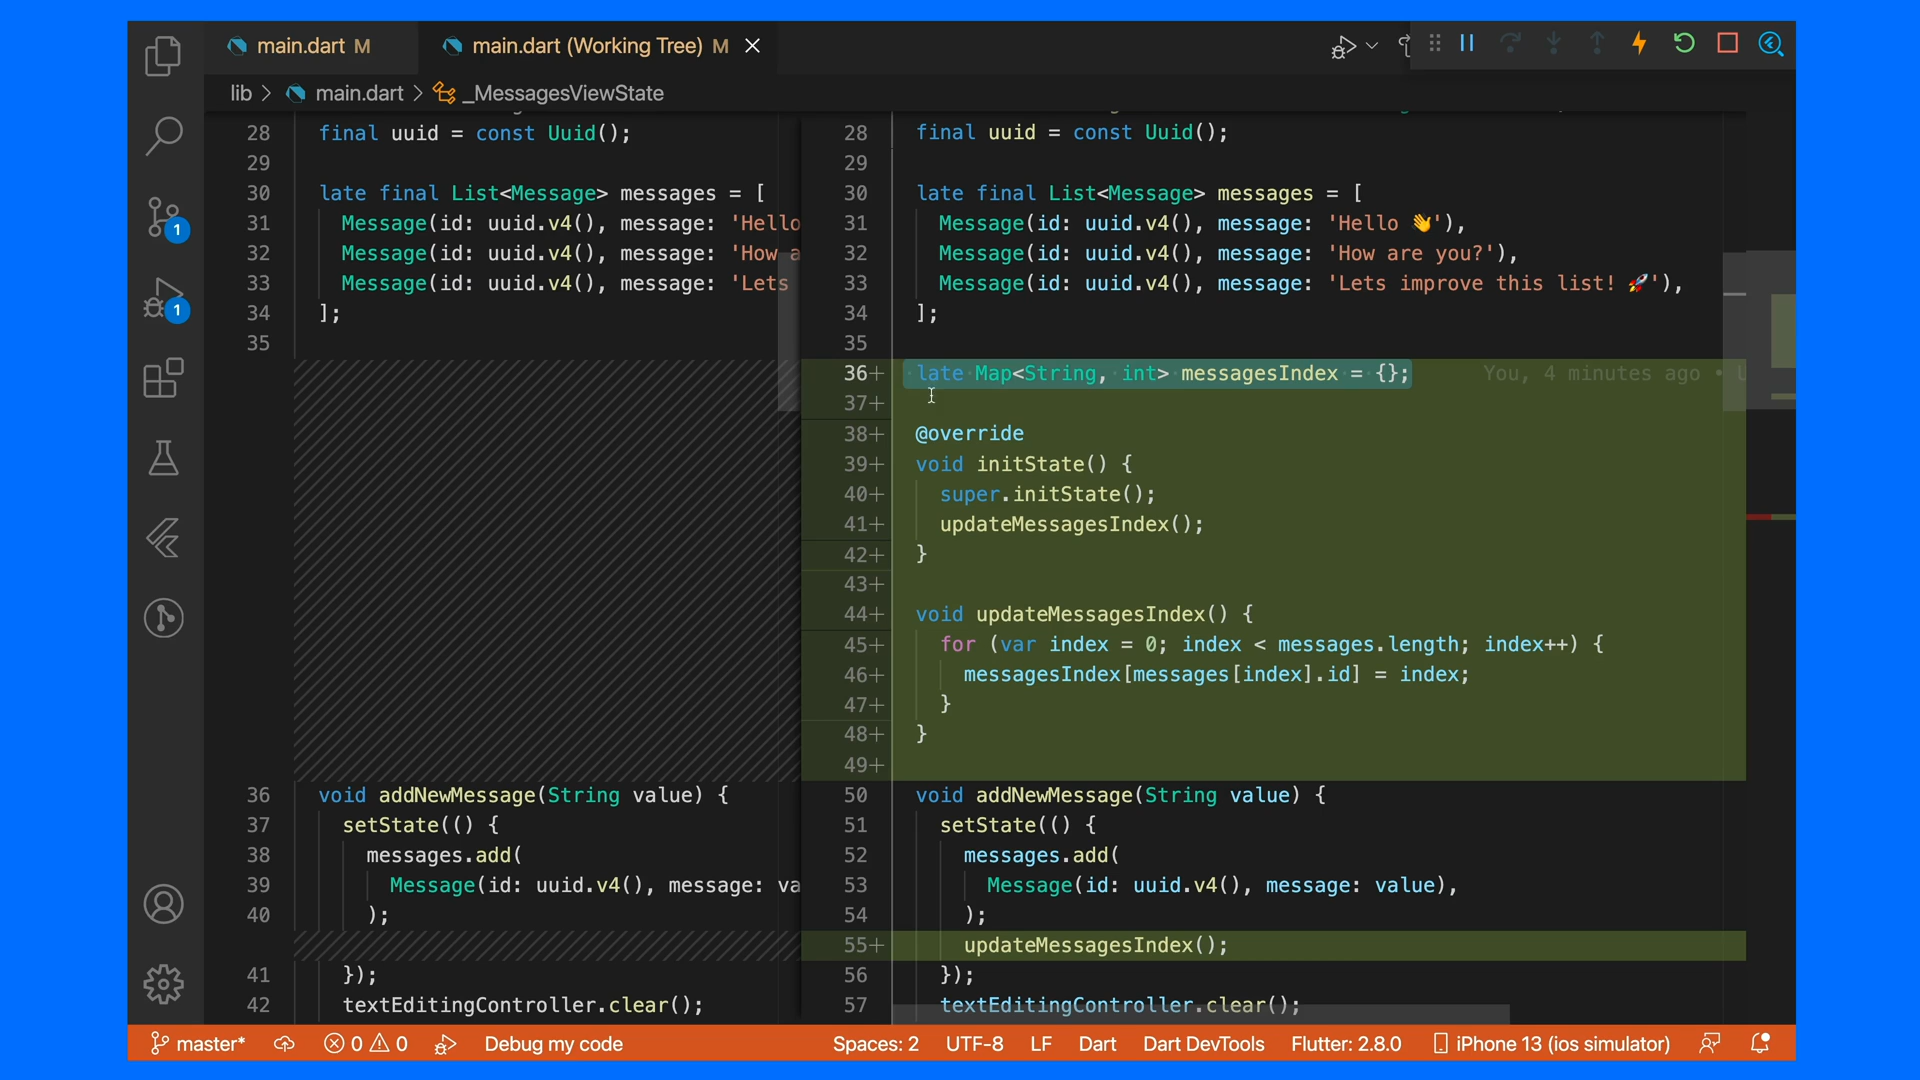 main.dart M
main.dart (Working Tree) M
lib > main.dart > _MessagesViewState
28 final uuid = const Uuid();
29
30 late final List<Message> messages = [
31 Message(id: uuid.v4(), message: 'Hello
32 Message(id: uuid.v4(), message: 'How a
33 Message(id: uuid.v4(), message: 'Lets
34 ];
35
36 void addNewMessage(String value) {
37 setState(() {
38 messages.add(
39 Message(id: uuid.v4(), message: va
40 );
41 });
42 textEditingController.clear();
28 final uuid = const Uuid();
29
30 late final List<Message> messages = [
31 Message(id: uuid.v4(), message: 'Hello 👋'),
32 Message(id: uuid.v4(), message: 'How are you?'),
33 Message(id: uuid.v4(), message: 'Lets improve this list! 🚀'),
34 ];
35
36+ late Map<String, int> messagesIndex = {}; You, 4 minutes ago •
37+
38+ @override
39+ void initState() {
40+ super.initState();
41+ updateMessagesIndex();
42+ }
43+
44+ void updateMessagesIndex() {
45+ for (var index = 0; index < messages.length; index++) {
46+ messagesIndex[messages[index].id] = index;
47+ }
48+ }
49+
50 void addNewMessage(String value) {
51 setState(() {
52 messages.add(
53 Message(id: uuid.v4(), message: value),
54 );
55+ updateMessagesIndex();
56 });
57 textEditingController.clear();
1
1
master* 0 0 Debug my code Spaces: 2 UTF-8 LF Dart Dart DevTools Flutter: 2.8.0 iPhone 13 (ios simulator)